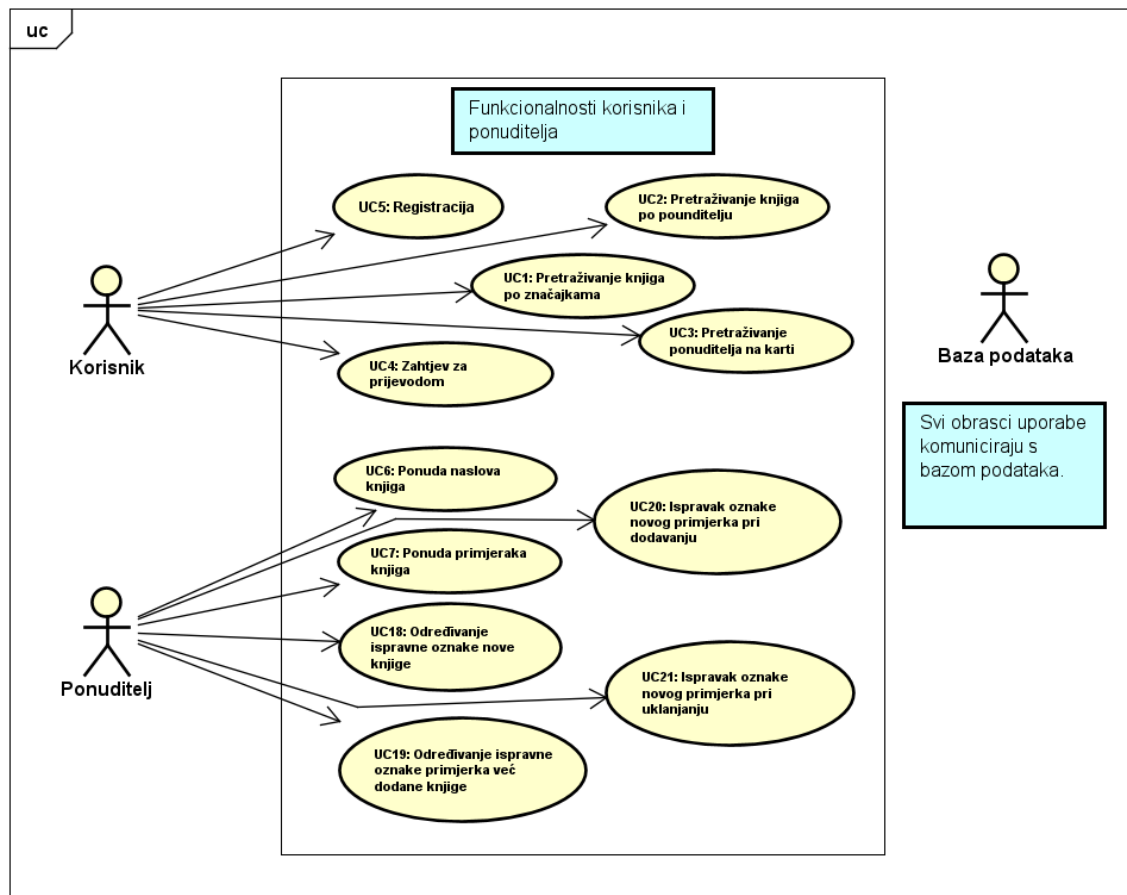 uc
Funkcionalnosti korisnika i
ponuditelja
UC5: Registracija
UC2: Pretraživanje knjiga
po pounditelju
UC1: Pretraživanje knjiga
po značajkama
UC3: Pretraživanje
ponuditelja na karti
UC4: Zahtjev za
prijevodom
Korisnik
Baza podataka
Svi obrasci uporabe
komuniciraju s
bazom podataka.
UC6: Ponuda naslova
knjiga
UC20: Ispravak oznake
novog primjerka pri
dodavanju
UC7: Ponuda primjeraka
knjiga
UC18: Određivanje
ispravne oznake nove
knjige
UC21: Ispravak oznake
novog primjerka pri
uklanjanju
Ponuditelj
UC19: Određivanje ispravne
oznake primjerka već
dodane knjige